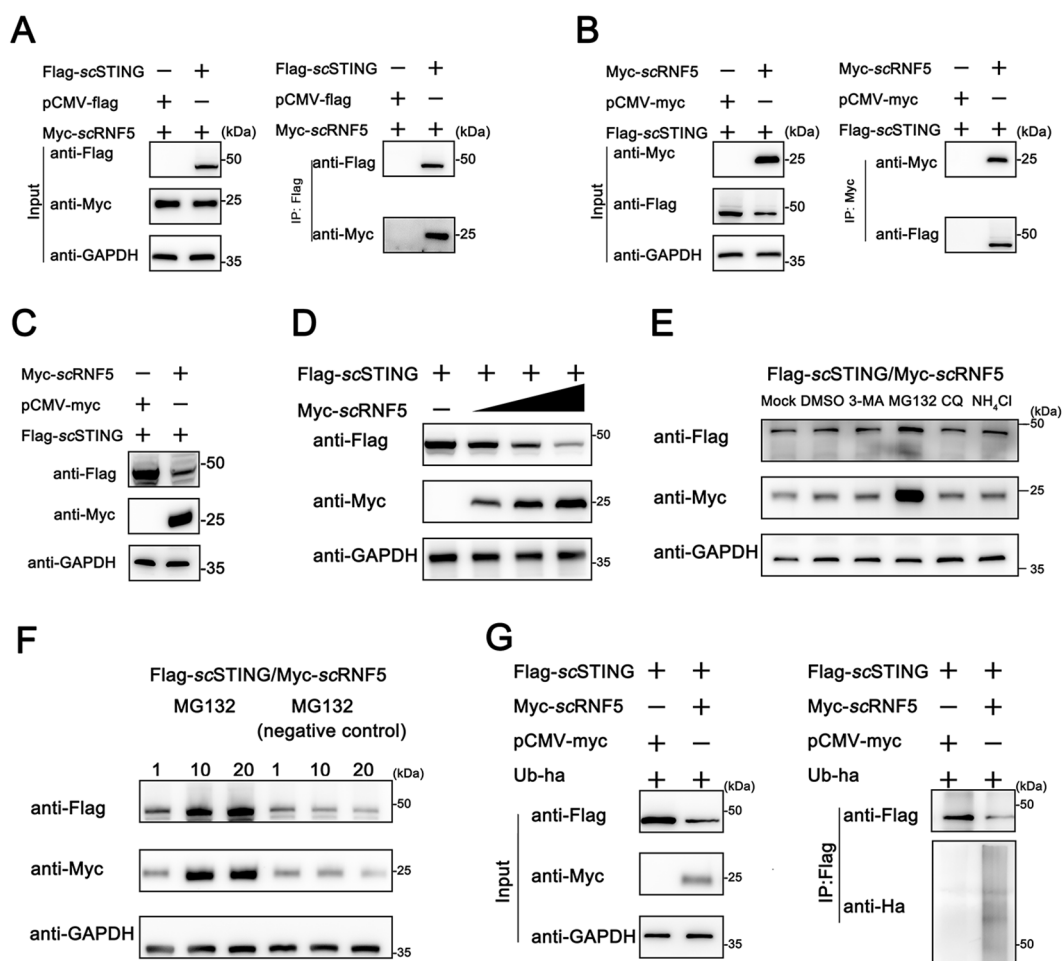 A
Flag-scSTING − +
pCMV-flag + −
Myc-scRNF5 + + (kDa)
Input
anti-Flag -50
anti-Myc -25
anti-GAPDH -35
Flag-scSTING − +
pCMV-flag + −
Myc-scRNF5 + + (kDa)
IP: Flag
anti-Flag -50
anti-Myc -25
B
Myc-scRNF5 − +
pCMV-myc + −
Flag-scSTING + + (kDa)
Input
anti-Myc -25
anti-Flag -50
anti-GAPDH -35
Myc-scRNF5 − +
pCMV-myc + −
Flag-scSTING + + (kDa)
IP: Myc
anti-Myc -25
anti-Flag -50
C
Myc-scRNF5 − +
pCMV-myc + −
Flag-scSTING + + (kDa)
anti-Flag -50
anti-Myc -25
anti-GAPDH -35
D
Flag-scSTING + + + +
Myc-scRNF5 − (kDa)
anti-Flag -50
anti-Myc -25
anti-GAPDH -35
E
Flag-scSTING/Myc-scRNF5
Mock DMSO 3-MA MG132 CQ NH₄Cl (kDa)
anti-Flag -50
anti-Myc -25
anti-GAPDH - 35
F
Flag-scSTING/Myc-scRNF5
MG132 MG132
(negative control)
1 10 20 1 10 20 (kDa)
anti-Flag -50
anti-Myc -25
anti-GAPDH -35
G
Flag-scSTING + +
Myc-scRNF5 − +
pCMV-myc + −
Ub-ha + + (kDa)
Input
anti-Flag -50
anti-Myc -25
anti-GAPDH -35
Flag-scSTING + +
Myc-scRNF5 − +
pCMV-myc + −
Ub-ha + + (kDa)
IP:Flag
anti-Flag -50
anti-Ha
-50